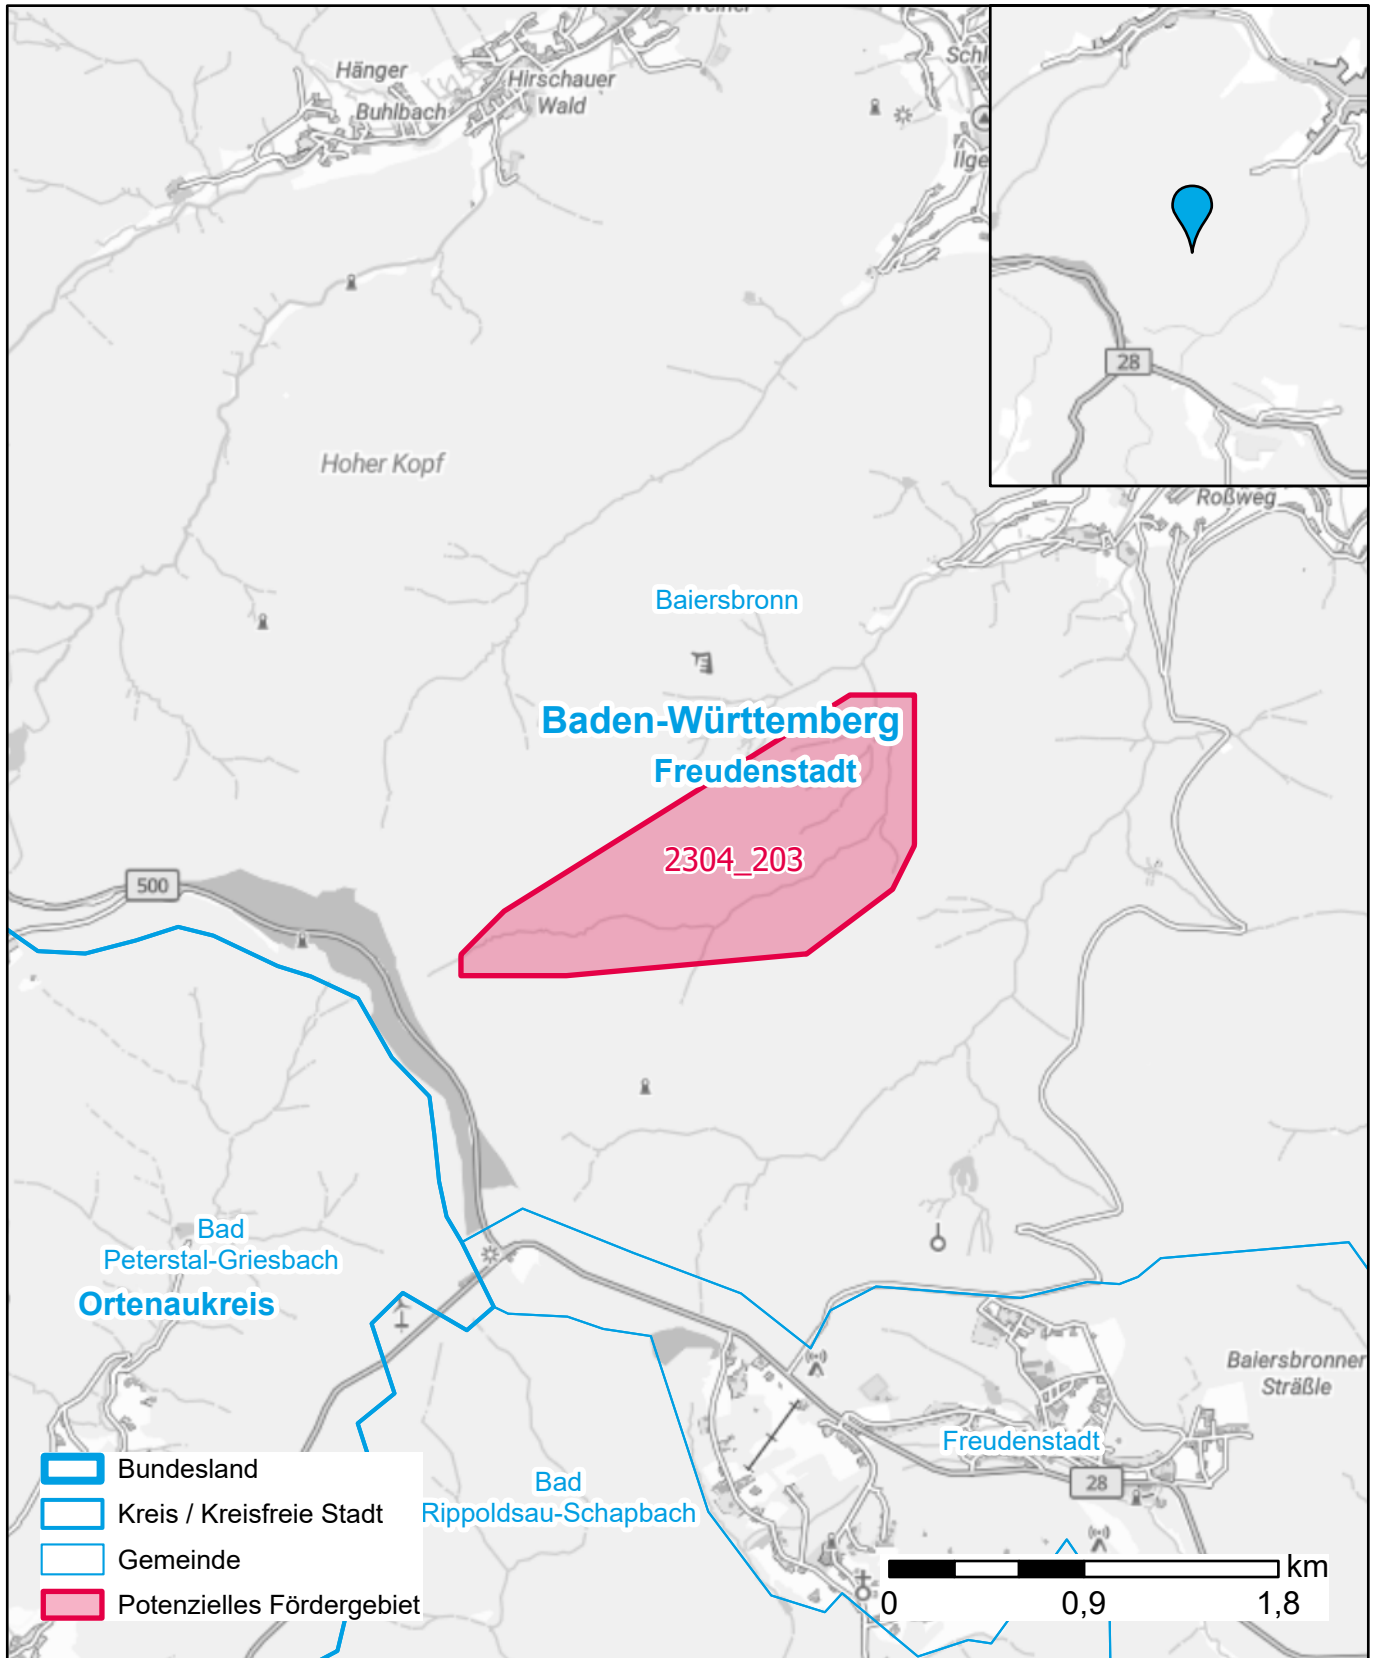 Hänger
Buhlbach
Hirschauer
Wald
28
Hoher Kopf
Roßweg
Baiersbronn
Baden-Württemberg
Freudenstadt
2304_203
500
Bad
Peterstal-Griesbach
Ortenaukreis
Baiersbronner
Sträßle
Freudenstadt
28
Bad
Rippoldsau-Schapbach
Bundesland
Kreis / Kreisfreie Stadt
Gemeinde
Potenzielles Fördergebiet
km
0 0,9 1,8